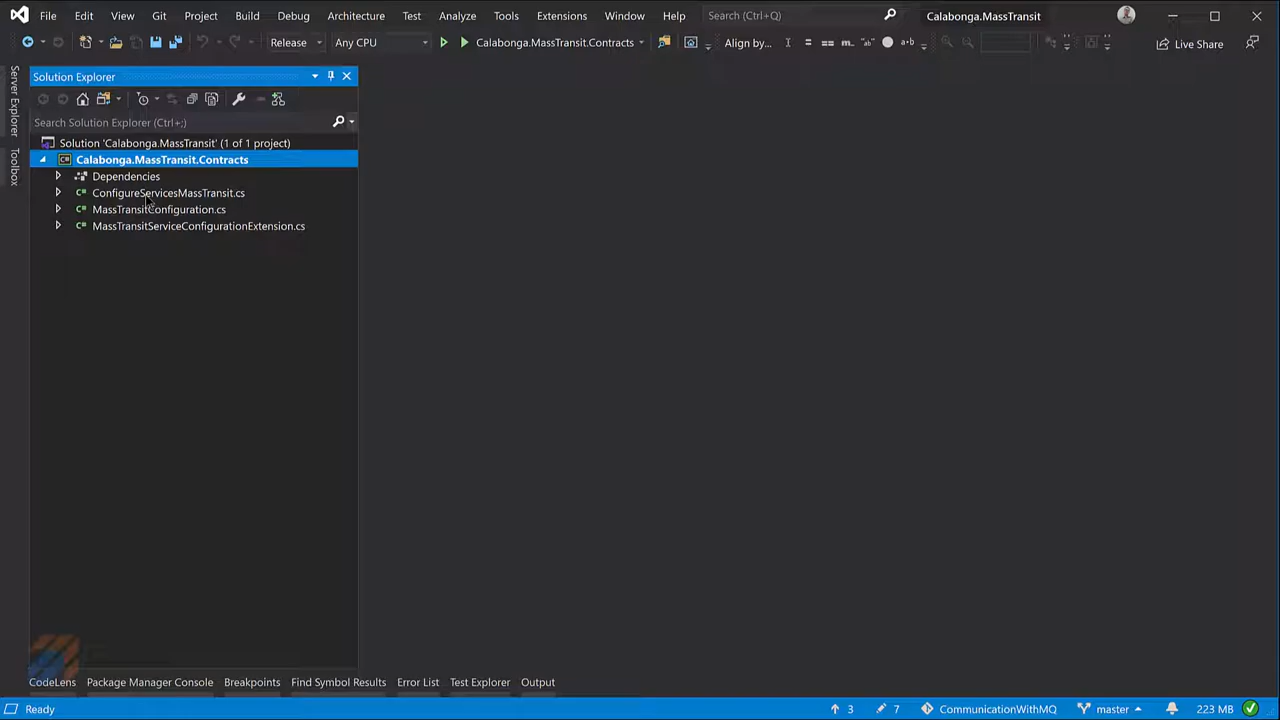 File Edit View Git Project Build Debug Architecture Test Analyze Tools Extensions Window Help Search (Ctrl+Q) Calabonga.MassTransit
Release Any CPU Calabonga.MassTransit.Contracts Align by... Live Share
Server Explorer
Toolbox
Solution Explorer
Search Solution Explorer (Ctrl+;)
Solution 'Calabonga.MassTransit' (1 of 1 project)
C# Calabonga.MassTransit.Contracts
Dependencies
C# ConfigureServicesMassTransit.cs
C# MassTransitConfiguration.cs
C# MassTransitServiceConfigurationExtension.cs
CodeLens Package Manager Console Breakpoints Find Symbol Results Error List Test Explorer Output
Ready 3 7 CommunicationWithMQ master 223 MB